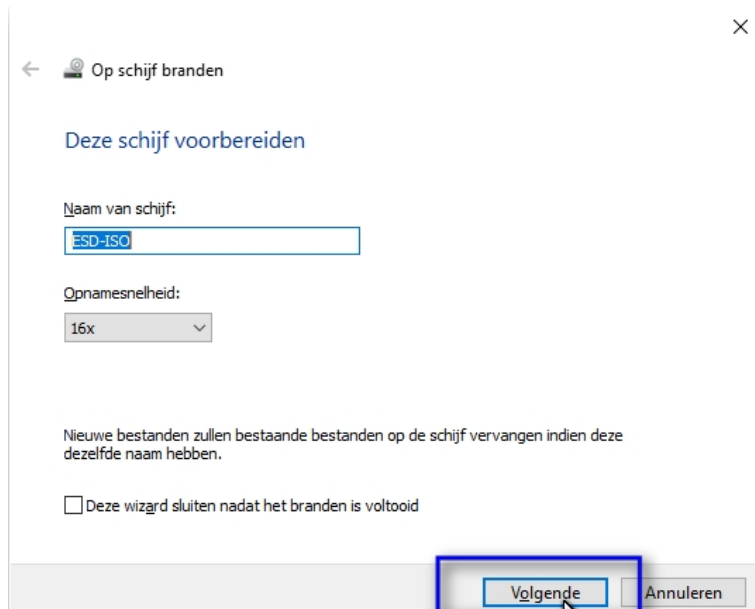 Op schijf branden
Deze schijf voorbereiden
Naam van schijf:
ESD-ISO
Opnamesnelheid:
16x
Nieuwe bestanden zullen bestaande bestanden op de schijf vervangen indien deze
dezelfde naam hebben.
Deze wizard sluiten nadat het branden is voltooid
Volgende
Annuleren